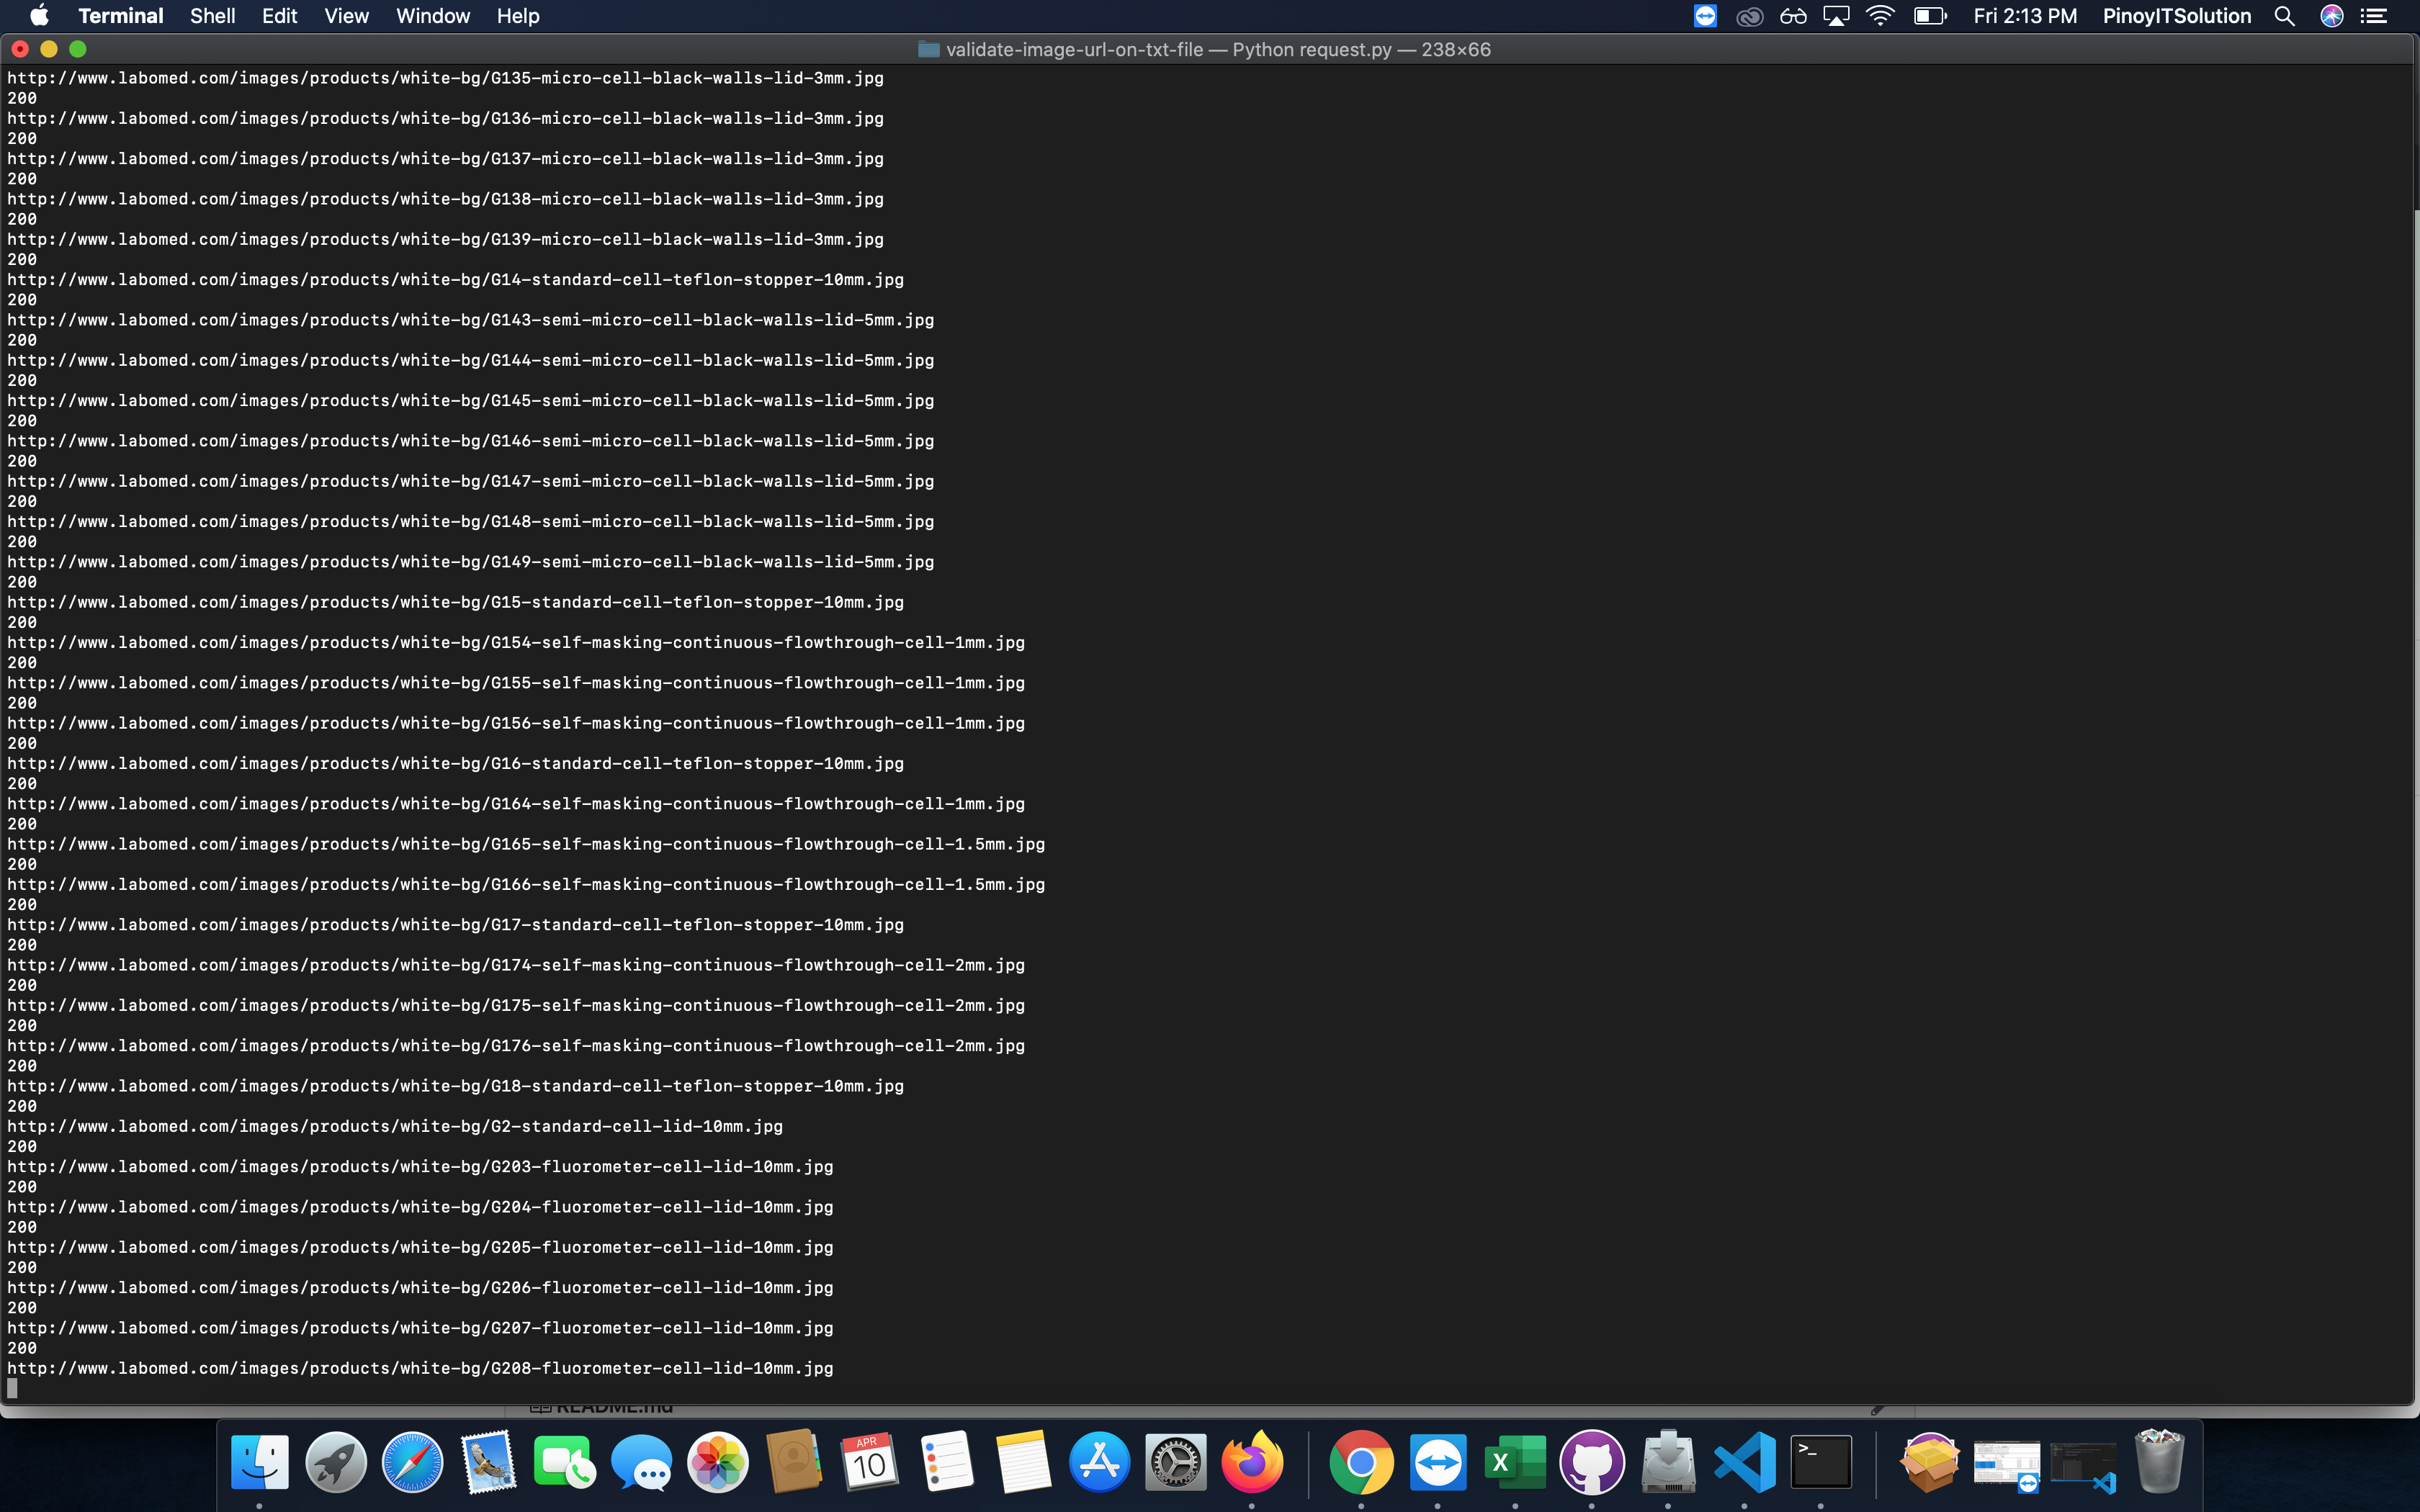 Terminal Shell Edit View Window Help Fri 2:13 PM PinoyITSolution
validate-image-url-on-txt-file — Python request.py — 238×66
http://www.labomed.com/images/products/white-bg/G135-micro-cell-black-walls-lid-3mm.jpg
200
http://www.labomed.com/images/products/white-bg/G136-micro-cell-black-walls-lid-3mm.jpg
200
http://www.labomed.com/images/products/white-bg/G137-micro-cell-black-walls-lid-3mm.jpg
200
http://www.labomed.com/images/products/white-bg/G138-micro-cell-black-walls-lid-3mm.jpg
200
http://www.labomed.com/images/products/white-bg/G139-micro-cell-black-walls-lid-3mm.jpg
200
http://www.labomed.com/images/products/white-bg/G14-standard-cell-teflon-stopper-10mm.jpg
200
http://www.labomed.com/images/products/white-bg/G143-semi-micro-cell-black-walls-lid-5mm.jpg
200
http://www.labomed.com/images/products/white-bg/G144-semi-micro-cell-black-walls-lid-5mm.jpg
200
http://www.labomed.com/images/products/white-bg/G145-semi-micro-cell-black-walls-lid-5mm.jpg
200
http://www.labomed.com/images/products/white-bg/G146-semi-micro-cell-black-walls-lid-5mm.jpg
200
http://www.labomed.com/images/products/white-bg/G147-semi-micro-cell-black-walls-lid-5mm.jpg
200
http://www.labomed.com/images/products/white-bg/G148-semi-micro-cell-black-walls-lid-5mm.jpg
200
http://www.labomed.com/images/products/white-bg/G149-semi-micro-cell-black-walls-lid-5mm.jpg
200
http://www.labomed.com/images/products/white-bg/G15-standard-cell-teflon-stopper-10mm.jpg
200
http://www.labomed.com/images/products/white-bg/G154-self-masking-continuous-flowthrough-cell-1mm.jpg
200
http://www.labomed.com/images/products/white-bg/G155-self-masking-continuous-flowthrough-cell-1mm.jpg
200
http://www.labomed.com/images/products/white-bg/G156-self-masking-continuous-flowthrough-cell-1mm.jpg
200
http://www.labomed.com/images/products/white-bg/G16-standard-cell-teflon-stopper-10mm.jpg
200
http://www.labomed.com/images/products/white-bg/G164-self-masking-continuous-flowthrough-cell-1mm.jpg
200
http://www.labomed.com/images/products/white-bg/G165-self-masking-continuous-flowthrough-cell-1.5mm.jpg
200
http://www.labomed.com/images/products/white-bg/G166-self-masking-continuous-flowthrough-cell-1.5mm.jpg
200
http://www.labomed.com/images/products/white-bg/G17-standard-cell-teflon-stopper-10mm.jpg
200
http://www.labomed.com/images/products/white-bg/G174-self-masking-continuous-flowthrough-cell-2mm.jpg
200
http://www.labomed.com/images/products/white-bg/G175-self-masking-continuous-flowthrough-cell-2mm.jpg
200
http://www.labomed.com/images/products/white-bg/G176-self-masking-continuous-flowthrough-cell-2mm.jpg
200
http://www.labomed.com/images/products/white-bg/G18-standard-cell-teflon-stopper-10mm.jpg
200
http://www.labomed.com/images/products/white-bg/G2-standard-cell-lid-10mm.jpg
200
http://www.labomed.com/images/products/white-bg/G203-fluorometer-cell-lid-10mm.jpg
200
http://www.labomed.com/images/products/white-bg/G204-fluorometer-cell-lid-10mm.jpg
200
http://www.labomed.com/images/products/white-bg/G205-fluorometer-cell-lid-10mm.jpg
200
http://www.labomed.com/images/products/white-bg/G206-fluorometer-cell-lid-10mm.jpg
200
http://www.labomed.com/images/products/white-bg/G207-fluorometer-cell-lid-10mm.jpg
200
http://www.labomed.com/images/products/white-bg/G208-fluorometer-cell-lid-10mm.jpg
README.md
APR
10
X
>_